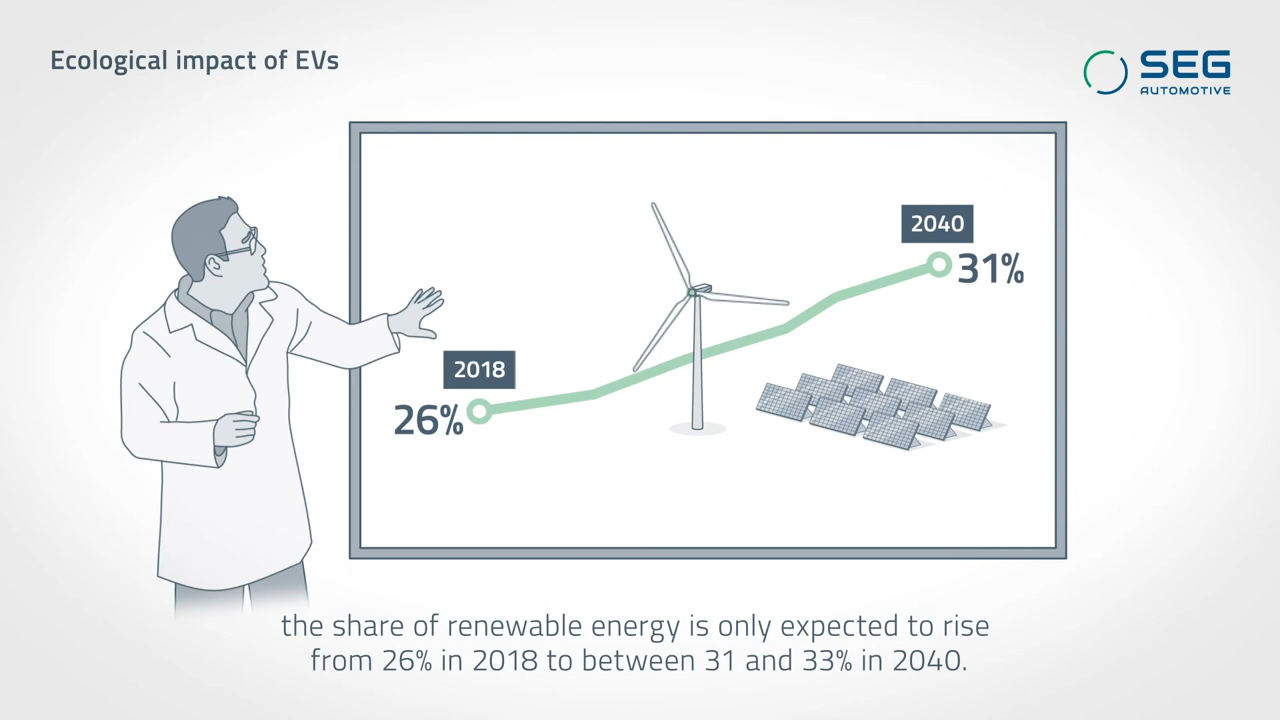 Ecological impact of EVs
SEG
AUTOMOTIVE
2040
31%
2018
26%
the share of renewable energy is only expected to rise
from 26% in 2018 to between 31 and 33% in 2040.